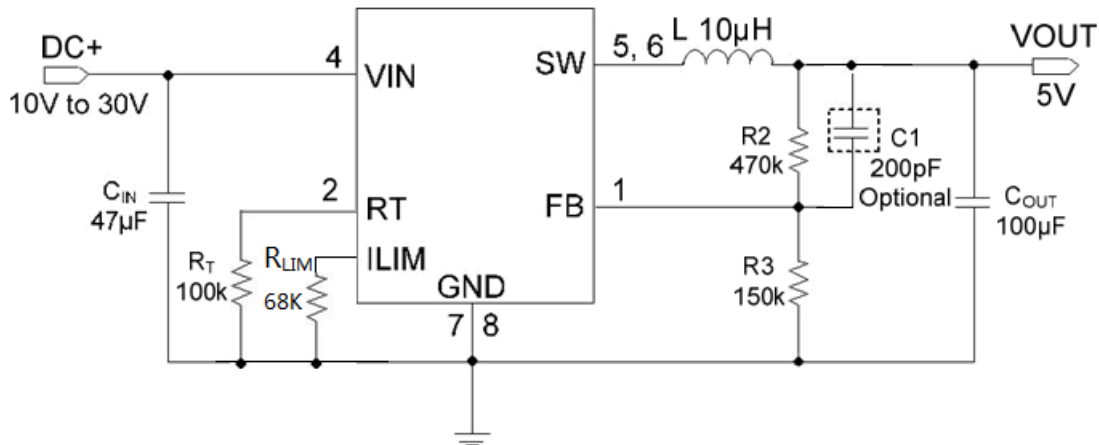 DC+
10V to 30V
4
VIN
SW
5, 6
L 10μH
VOUT
5V
R2
470k
C1
200pF
Optional
CIN
47μF
2
RT
FB
1
COUT
100μF
RT
100k
RLIM
68K
ILIM
GND
7
8
R3
150k